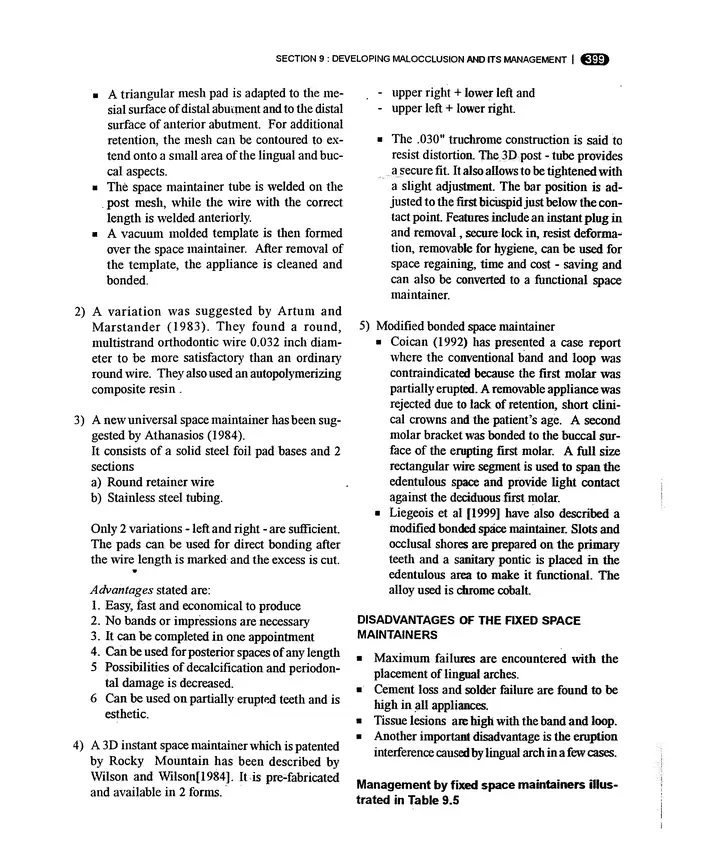 SECTION 9 : DEVELOPING MALOCCLUSION AND ITS MANAGEMENT | 399
▪ A triangular mesh pad is adapted to the me-
sial surface of distal abutment and to the distal
surface of anterior abutment. For additional
retention, the mesh can be contoured to ex-
tend onto a small area of the lingual and buc-
cal aspects.
▪ The space maintainer tube is welded on the
post mesh, while the wire with the correct
length is welded anteriorly.
▪ A vacuum molded template is then formed
over the space maintainer. After removal of
the template, the appliance is cleaned and
bonded.
2) A variation was suggested by Artum and
Marstander (1983). They found a round,
multistrand orthodontic wire 0.032 inch diam-
eter to be more satisfactory than an ordinary
round wire. They also used an autopolymerizing
composite resin .
3) A new universal space maintainer has been sug-
gested by Athanasios (1984).
It consists of a solid steel foil pad bases and 2
sections
a) Round retainer wire
b) Stainless steel tubing.
Only 2 variations - left and right - are sufficient.
The pads can be used for direct bonding after
the wire length is marked and the excess is cut.
Advantages stated are:
1. Easy, fast and economical to produce
2. No bands or impressions are necessary
3. It can be completed in one appointment
4. Can be used for posterior spaces of any length
5 Possibilities of decalcification and periodon-
tal damage is decreased.
6 Can be used on partially erupted teeth and is
esthetic.
4) A 3D instant space maintainer which is patented
by Rocky Mountain has been described by
Wilson and Wilson[1984]. It is pre-fabricated
and available in 2 forms.
- upper right + lower left and
- upper left + lower right.
▪ The .030" truchrome construction is said to
resist distortion. The 3D post - tube provides
a secure fit. It also allows to be tightened with
a slight adjustment. The bar position is ad-
justed to the first bicuspid just below the con-
tact point. Features include an instant plug in
and removal , secure lock in, resist deforma-
tion, removable for hygiene, can be used for
space regaining, time and cost - saving and
can also be converted to a functional space
maintainer.
5) Modified bonded space maintainer
▪ Coican (1992) has presented a case report
where the conventional band and loop was
contraindicated because the first molar was
partially erupted. A removable appliance was
rejected due to lack of retention, short clini-
cal crowns and the patient's age. A second
molar bracket was bonded to the buccal sur-
face of the erupting first molar. A full size
rectangular wire segment is used to span the
edentulous space and provide light contact
against the deciduous first molar.
▪ Liegeois et al [1999] have also described a
modified bonded space maintainer. Slots and
occlusal shores are prepared on the primary
teeth and a sanitary pontic is placed in the
edentulous area to make it functional. The
alloy used is chrome cobalt.
DISADVANTAGES OF THE FIXED SPACE
MAINTAINERS
▪ Maximum failures are encountered with the
placement of lingual arches.
▪ Cement loss and solder failure are found to be
high in all appliances.
▪ Tissue lesions are high with the band and loop.
▪ Another important disadvantage is the eruption
interference caused by lingual arch in a few cases.
Management by fixed space maintainers illus-
trated in Table 9.5